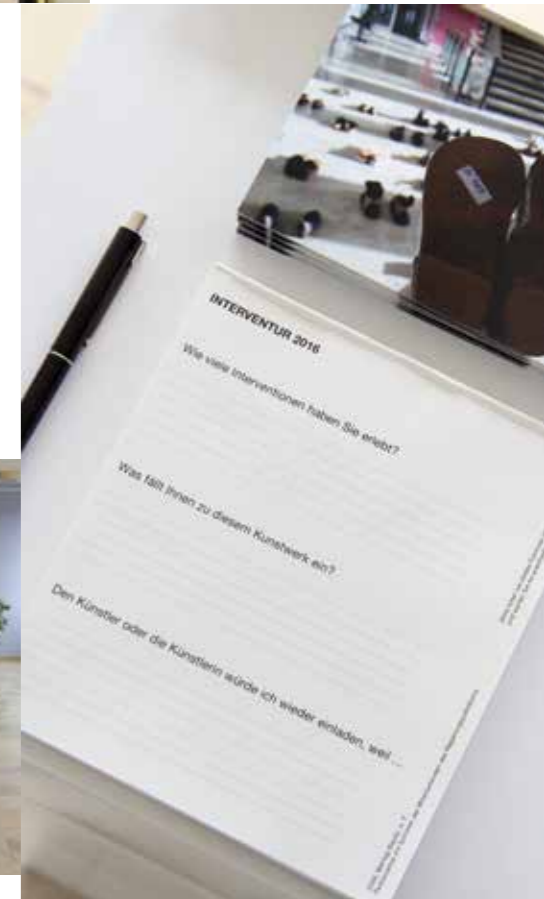 INTERVENTUR 2016
Wie viele Interventionen haben Sie erlebt?
Was fällt Ihnen zu diesem Kunstwerk ein?
Den Künstler oder die Künstlerin würde ich wieder einladen, weil ...